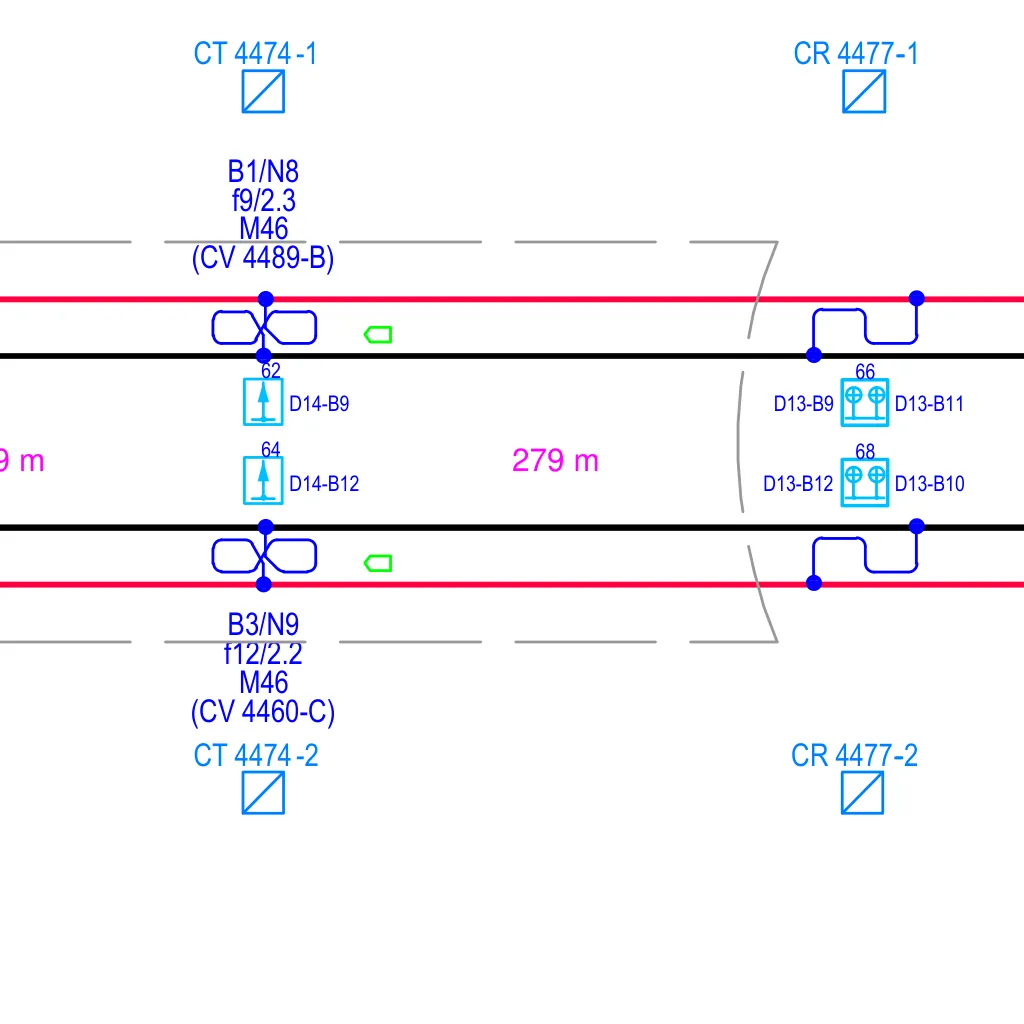 CT 4474-1
CR 4477-1
B1/N8
f9/2.3
M46
(CV 4489-B)
62
66
D14-B9
D13-B9
D13-B11
9 m
64
279 m
68
D14-B12
D13-B12
D13-B10
B3/N9
f12/2.2
M46
(CV 4460-C)
CT 4474-2
CR 4477-2